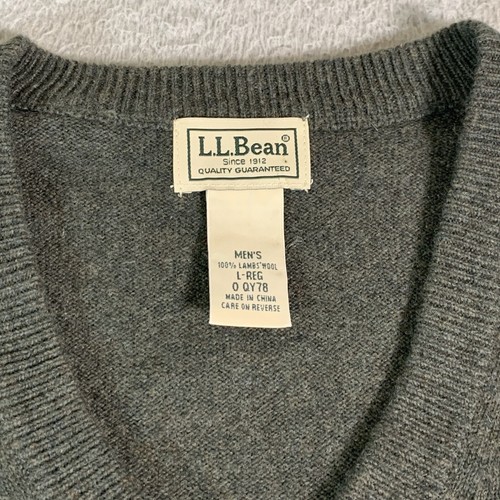 L.L.Bean®
Since 1912
QUALITY GUARANTEED
MEN'S
100% LAMBS' WOOL
L-REG
0 QY78
MADE IN CHINA
CARE ON REVERSE